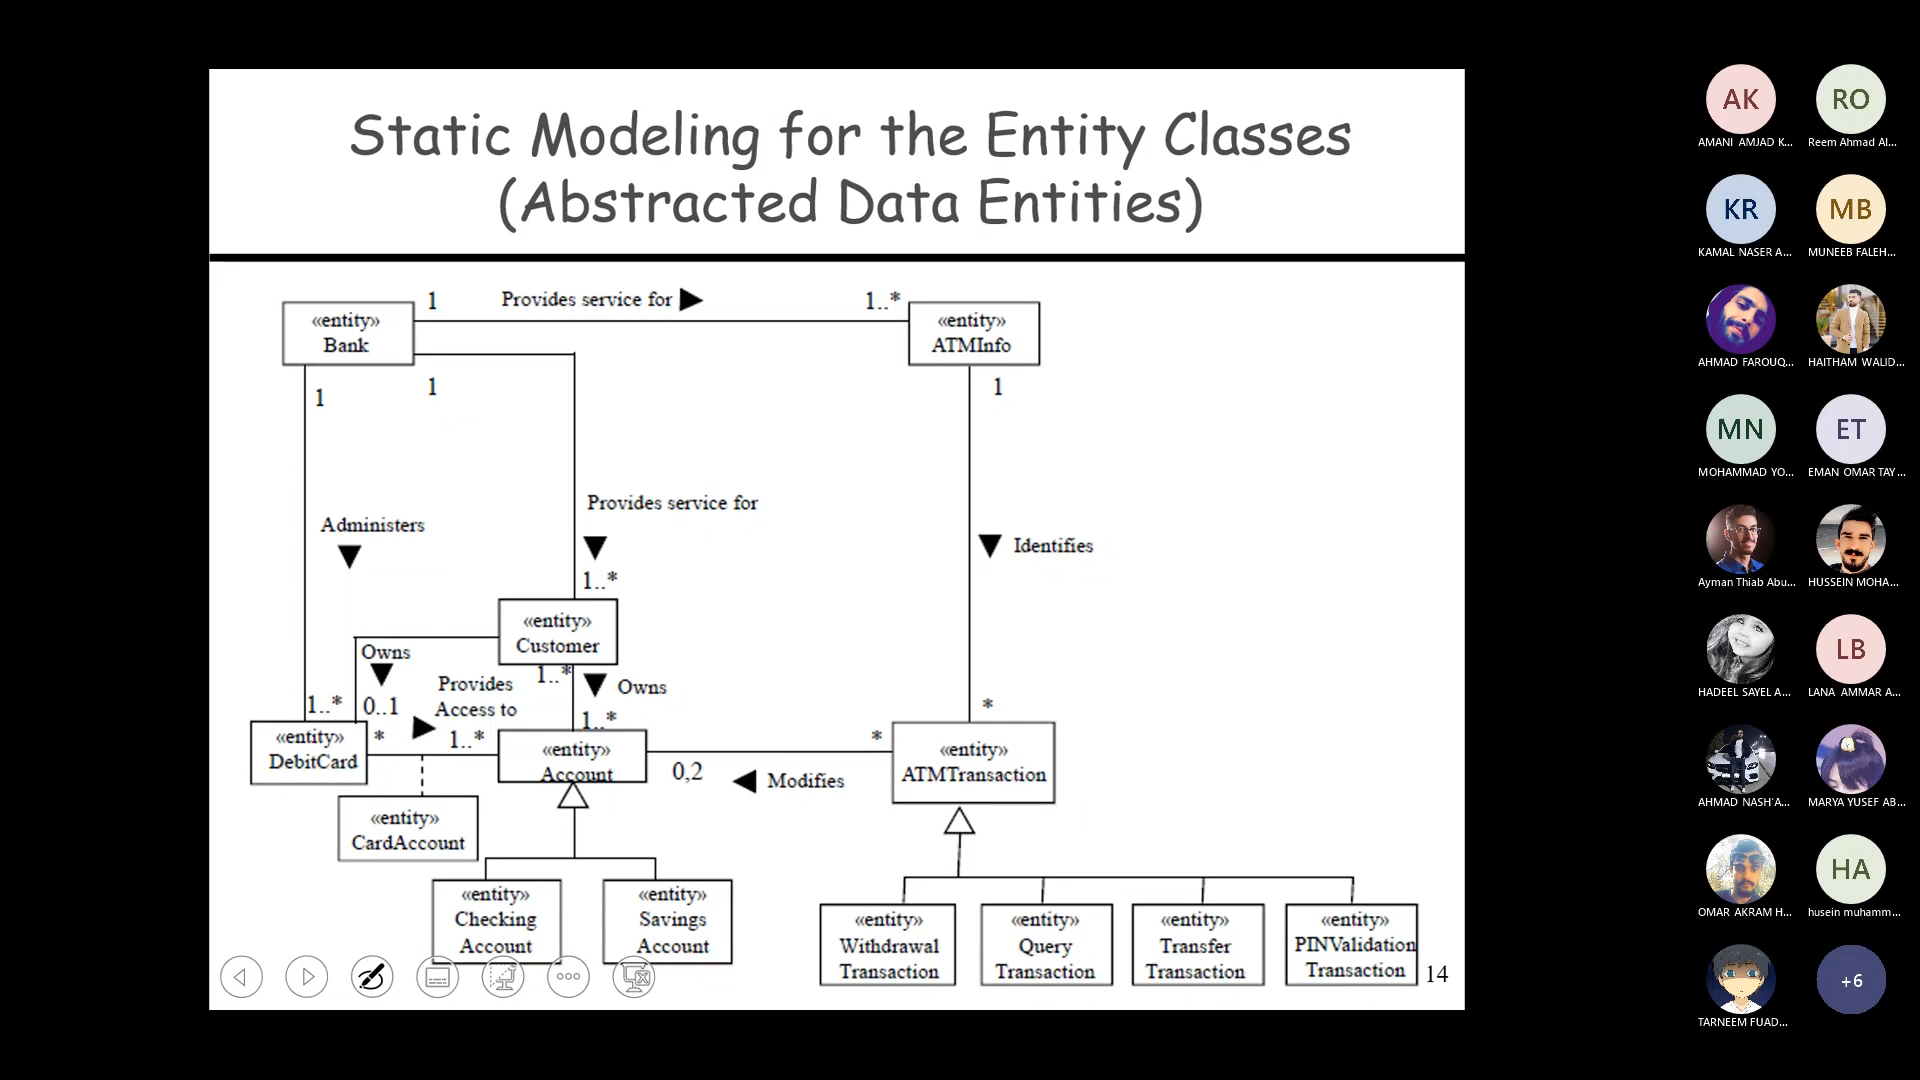 Static Modeling for the Entity Classes
(Abstracted Data Entities)
1
Provides service for
1..*
«entity»
Bank
«entity»
ATMInfo
1
1
1
Provides service for
Administers
Identifies
1..*
«entity»
Customer
Owns
1..*
Provides
Access to
Owns
1..*
0..1
1..*
*
*
1..*
*
«entity»
DebitCard
«entity»
Account
0,2
Modifies
«entity»
ATMTransaction
«entity»
CardAccount
«entity»
Checking
Account
«entity»
Savings
Account
«entity»
Withdrawal
Transaction
«entity»
Query
Transaction
«entity»
Transfer
Transaction
«entity»
PINValidation
Transaction
14
AK
AMANI AMJAD K...
RO
Reem Ahmad Al...
KR
KAMAL NASER A...
MB
MUNEEB FALEH...
AHMAD FAROUQ...
HAITHAM WALID...
MN
MOHAMMAD YO...
ET
EMAN OMAR TAY...
Ayman Thiab Abu...
HUSSEIN MOHA...
HADEEL SAYEL A...
LB
LANA AMMAR A...
AHMAD NASH'A...
MARYA YUSEF AB...
OMAR AKRAM H...
HA
husein muhamm...
TARNEEM FUAD...
+6